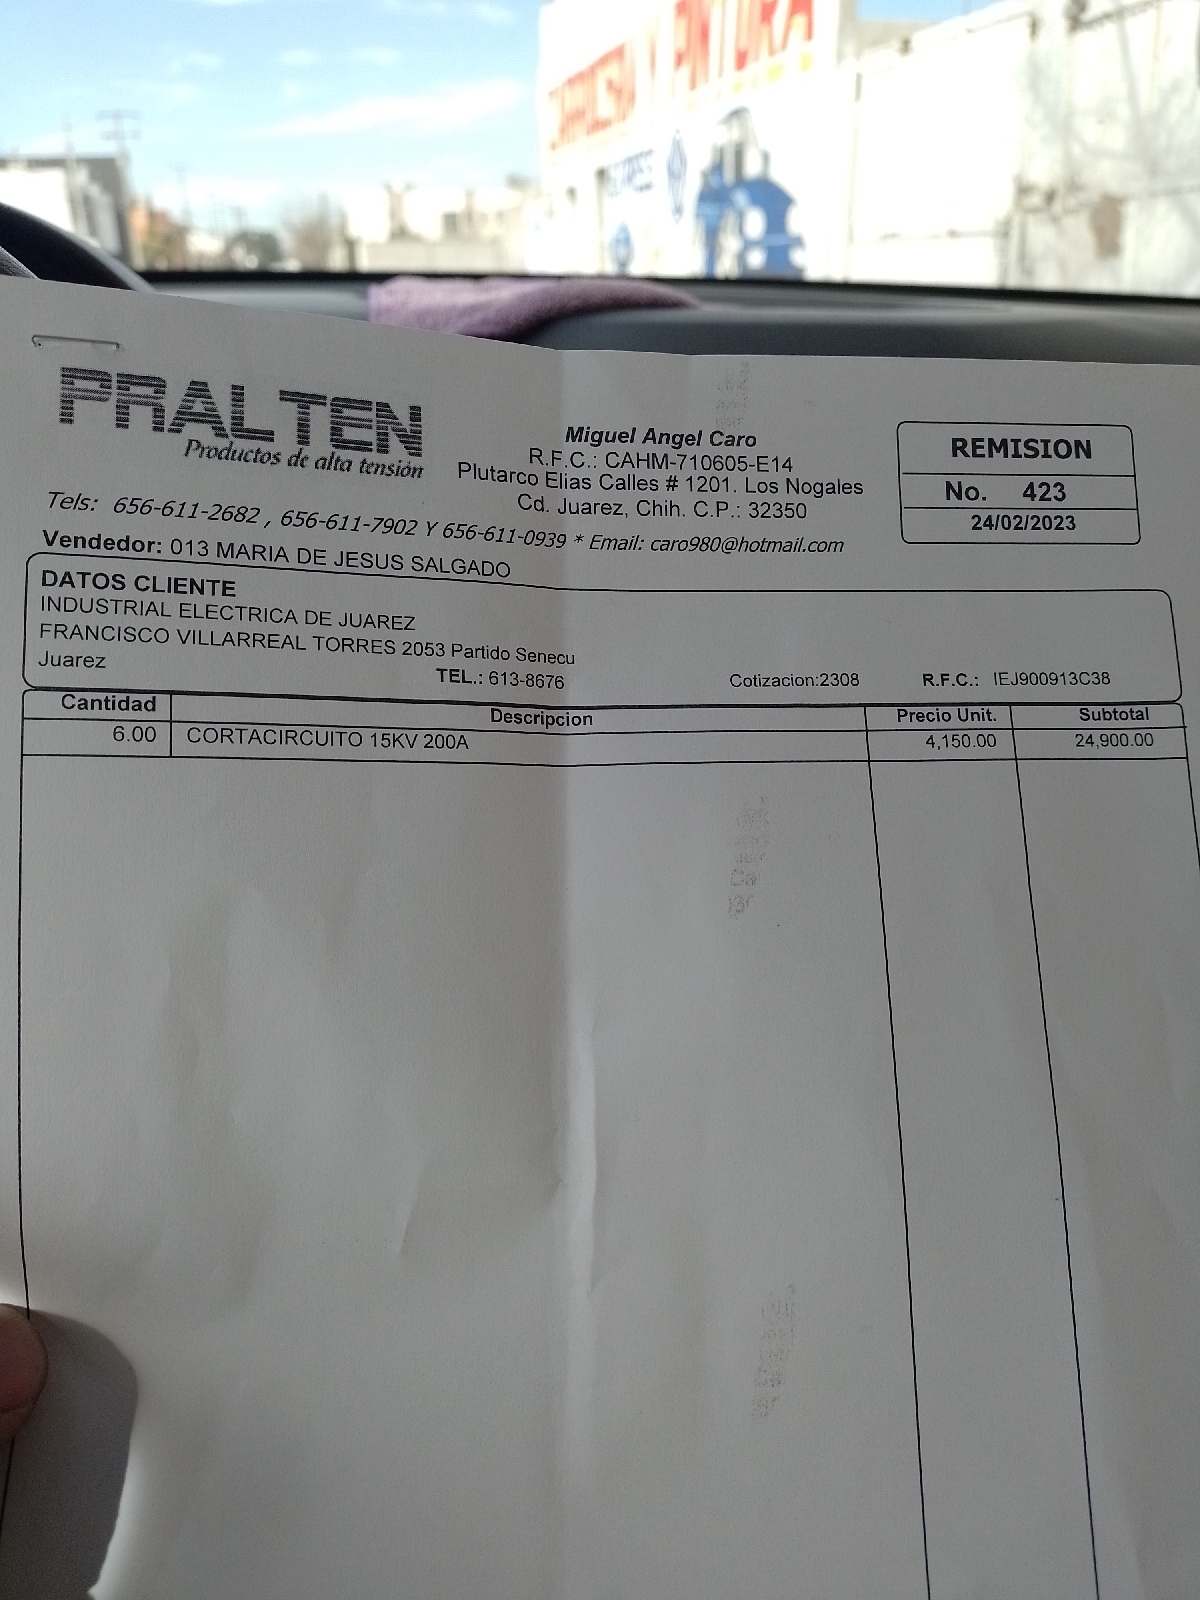 CARROCERIA Y PINTURA
PRALTEN
Productos de alta tensión
Miguel Angel Caro
R.F.C.: CAHM-710605-E14
Plutarco Elias Calles # 1201. Los Nogales
Cd. Juarez, Chih. C.P.: 32350
REMISION
No. 423
24/02/2023
Tels: 656-611-2682 , 656-611-7902 Y 656-611-0939 * Email: caro980@hotmail.com
Vendedor: 013 MARIA DE JESUS SALGADO
DATOS CLIENTE
INDUSTRIAL ELECTRICA DE JUAREZ
FRANCISCO VILLARREAL TORRES 2053 Partido Senecu
Juarez
TEL.: 613-8676 Cotizacion:2308 R.F.C.: IEJ900913C38
Cantidad Descripcion Precio Unit. Subtotal
6.00 CORTACIRCUITO 15KV 200A 4,150.00 24,900.00